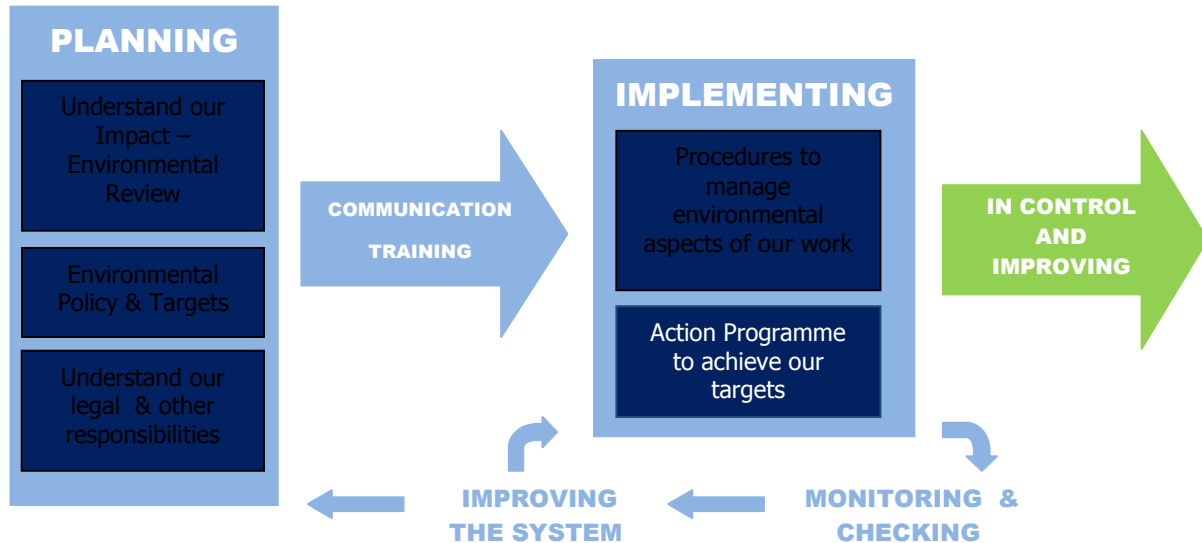 PLANNING
Understand our
Impact –
Environmental
Review
Environmental
Policy & Targets
Understand our
legal & other
responsibilities
COMMUNICATION
TRAINING
IMPLEMENTING
Procedures to
manage
environmental
aspects of our work
Action Programme
to achieve our
targets
IN CONTROL
AND
IMPROVING
IMPROVING
THE SYSTEM
MONITORING &
CHECKING